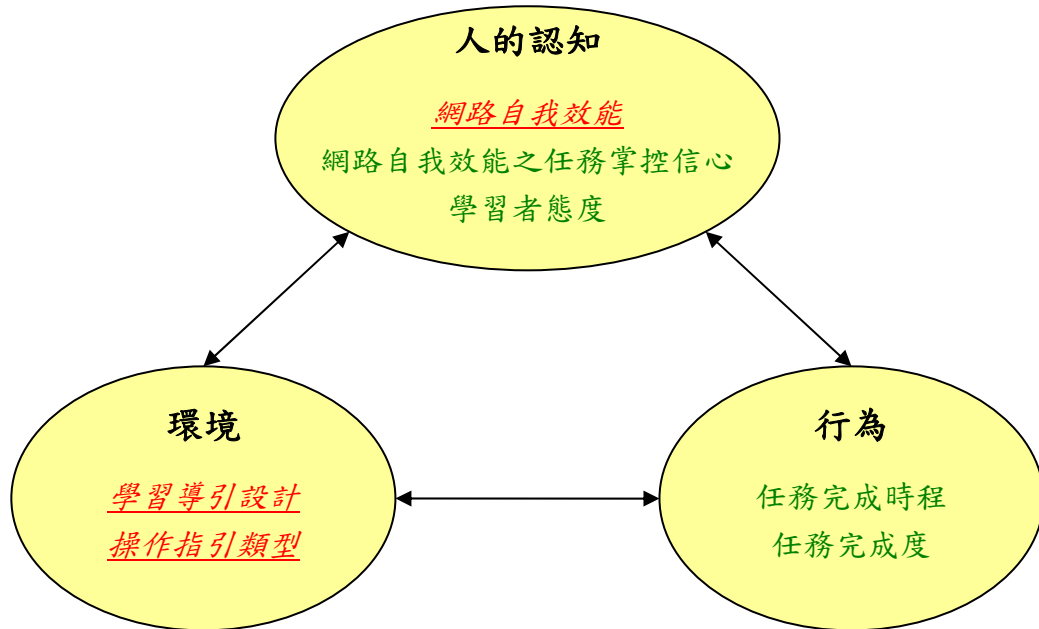 人的認知
網路自我效能
網路自我效能之任務掌控信心
學習者態度
環境
學習導引設計
操作指引類型
行為
任務完成時程
任務完成度